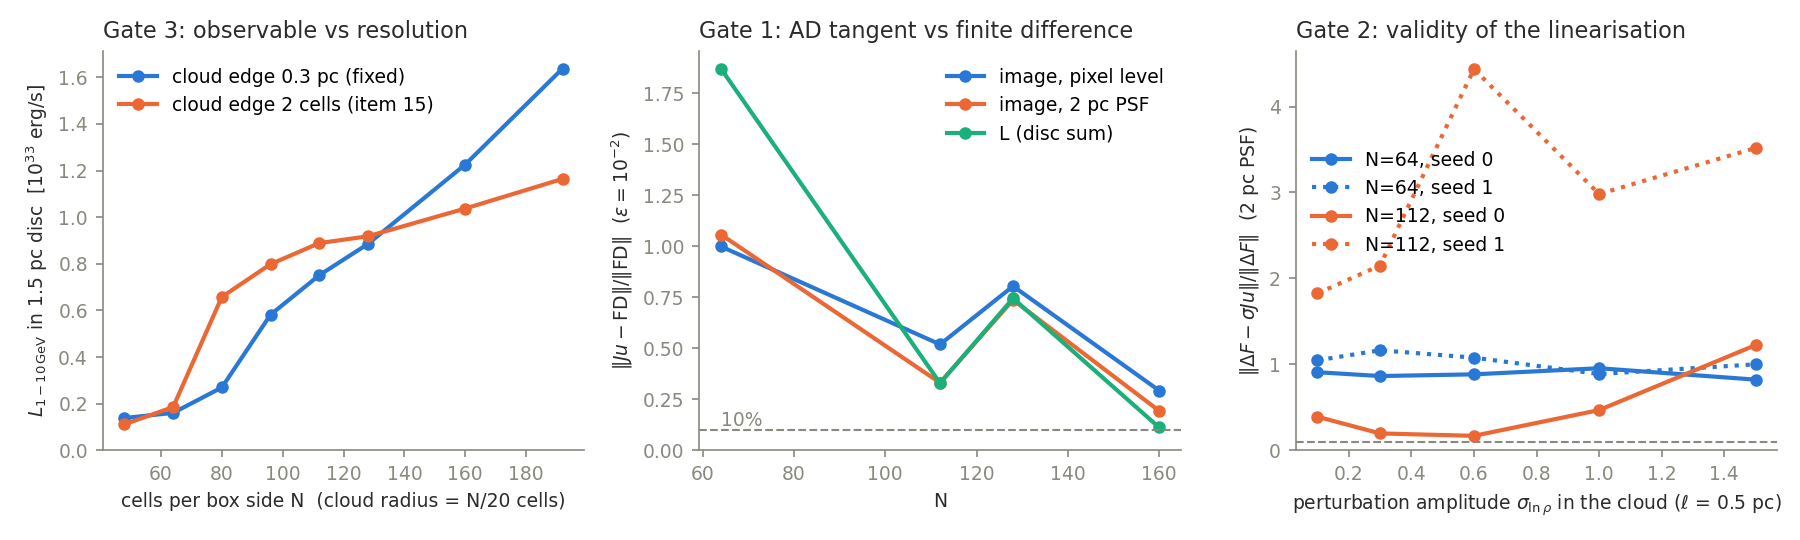 Gate 3: observable vs resolution
cloud edge 0.3 pc (fixed)
cloud edge 2 cells (item 15)
L₁₋₁₀ GeV in 1.5 pc disc [10³³ erg/s]
1.6
1.4
1.2
1.0
0.8
0.6
0.4
0.2
0.0
60 80 100 120 140 160 180
cells per box side N (cloud radius = N/20 cells)
Gate 1: AD tangent vs finite difference
image, pixel level
image, 2 pc PSF
L (disc sum)
‖Ju − FD‖/‖FD‖ (ε = 10⁻²)
1.75
1.50
1.25
1.00
0.75
0.50
0.25
0.00
10%
60 80 100 120 140 160
N
Gate 2: validity of the linearisation
N=64, seed 0
N=64, seed 1
N=112, seed 0
N=112, seed 1
‖ΔF − σJu‖/‖ΔF‖ (2 pc PSF)
4
3
2
1
0
0.2 0.4 0.6 0.8 1.0 1.2 1.4
perturbation amplitude σ_ln ρ in the cloud (ℓ = 0.5 pc)